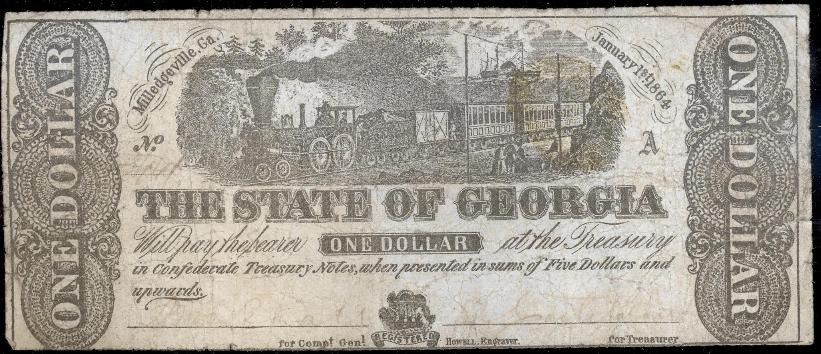 ONE DOLLAR
Milledgeville, Ga.
January 1st 1864
ONE DOLLAR
No
A
THE STATE OF GEORGIA
Will pay the bearer ONE DOLLAR at the Treasury
in Confederate Treasury Notes, when presented in sums of Five Dollars and
upwards.
REGISTERED
for Compt Genl HOWELL, Engraver. for Treasurer